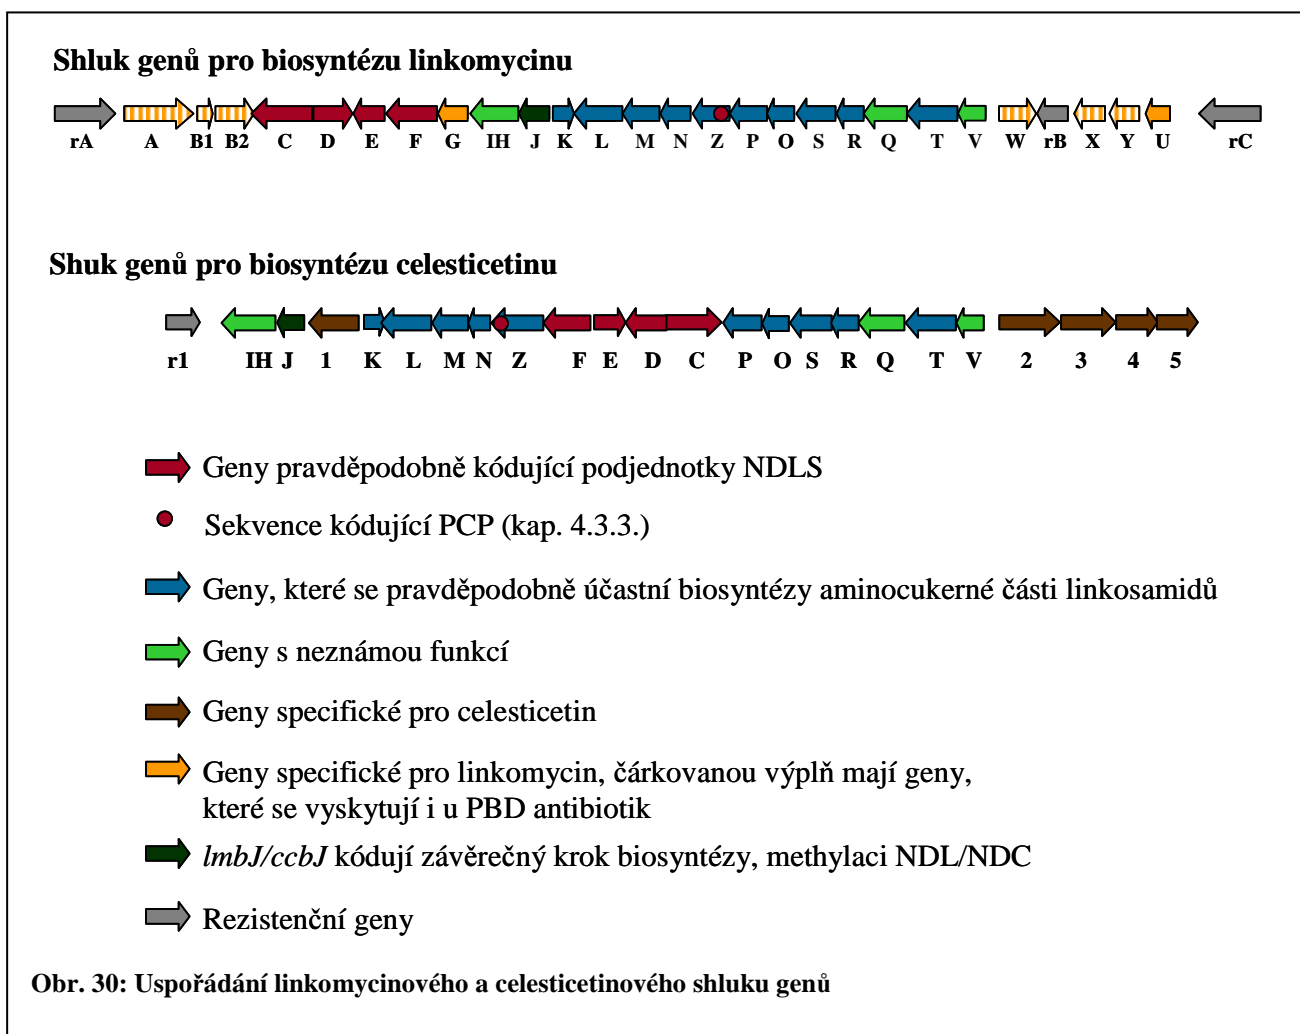 Shluk genů pro biosyntézu linkomycinu
rA A B1 B2 C D E F G IH J K L M N Z P O S R Q T V W rB X Y U rC
Shuk genů pro biosyntézu celesticetinu
r1 IH J 1 K L M N Z F E D C P O S R Q T V 2 3 4 5
Geny pravděpodobně kódující podjednotky NDLS
Sekvence kódující PCP (kap. 4.3.3.)
Geny, které se pravděpodobně účastní biosyntézy aminocukerné části linkosamidů
Geny s neznámou funkcí
Geny specifické pro celesticetin
Geny specifické pro linkomycin, čárkovanou výplň mají geny,
které se vyskytují i u PBD antibiotik
lmbJ/ccbJ kódují závěrečný krok biosyntézy, methylaci NDL/NDC
Rezistenční geny
Obr. 30: Uspořádání linkomycinového a celesticetinového shluku genů